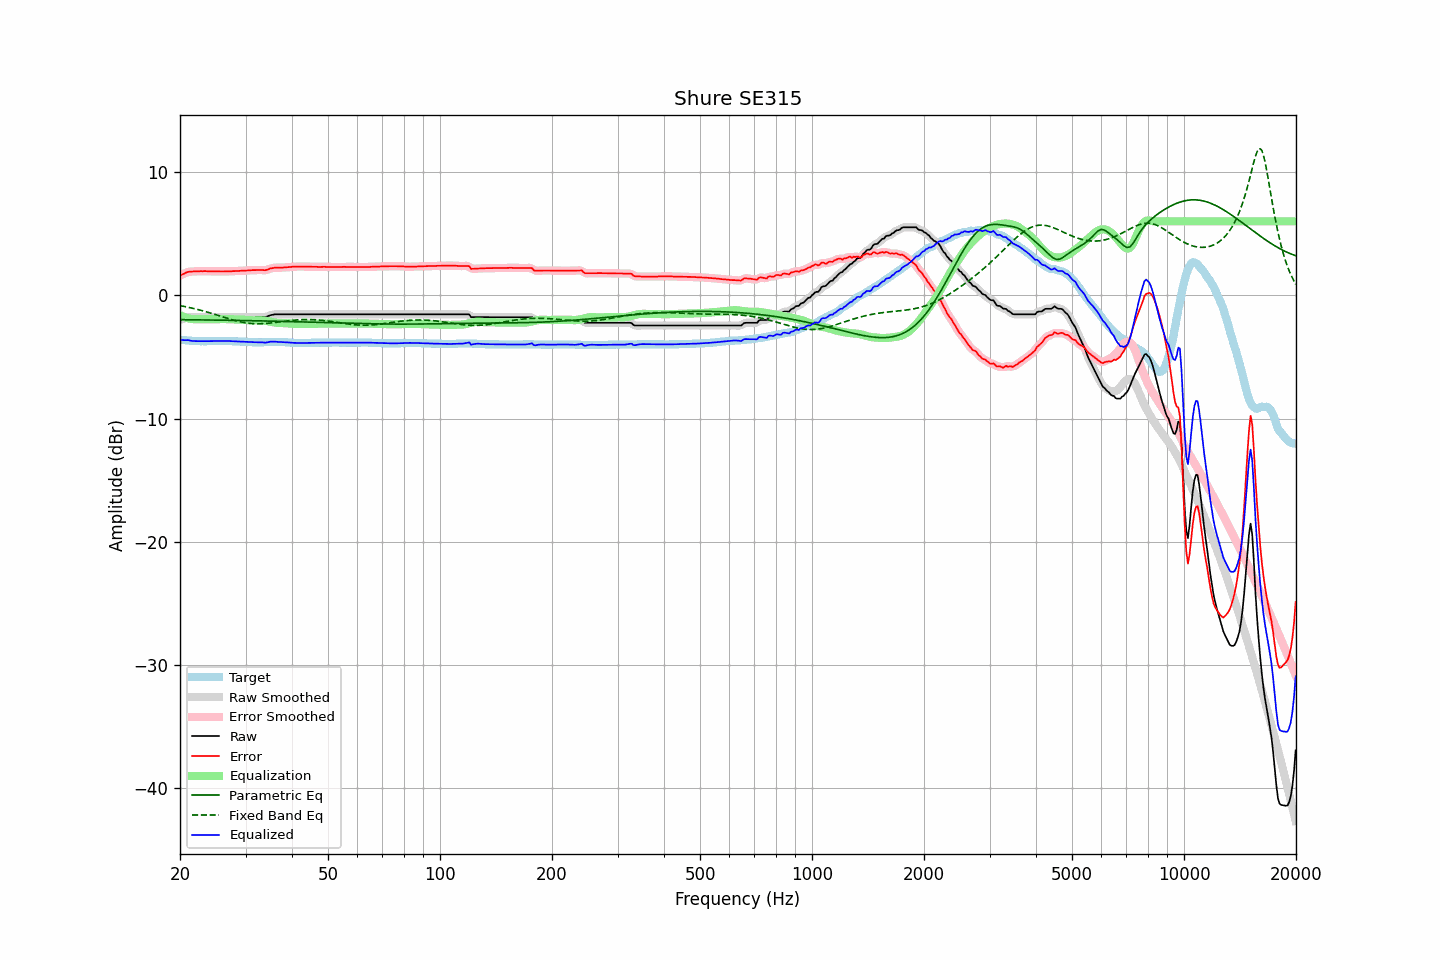 Shure SE315
Amplitude (dBr)
10
0
−10
−20
−30
−40
Target
Raw Smoothed
Error Smoothed
Raw
Error
Equalization
Parametric Eq
Fixed Band Eq
Equalized
20 50 100 200 500 1000 2000 5000 10000 20000
Frequency (Hz)